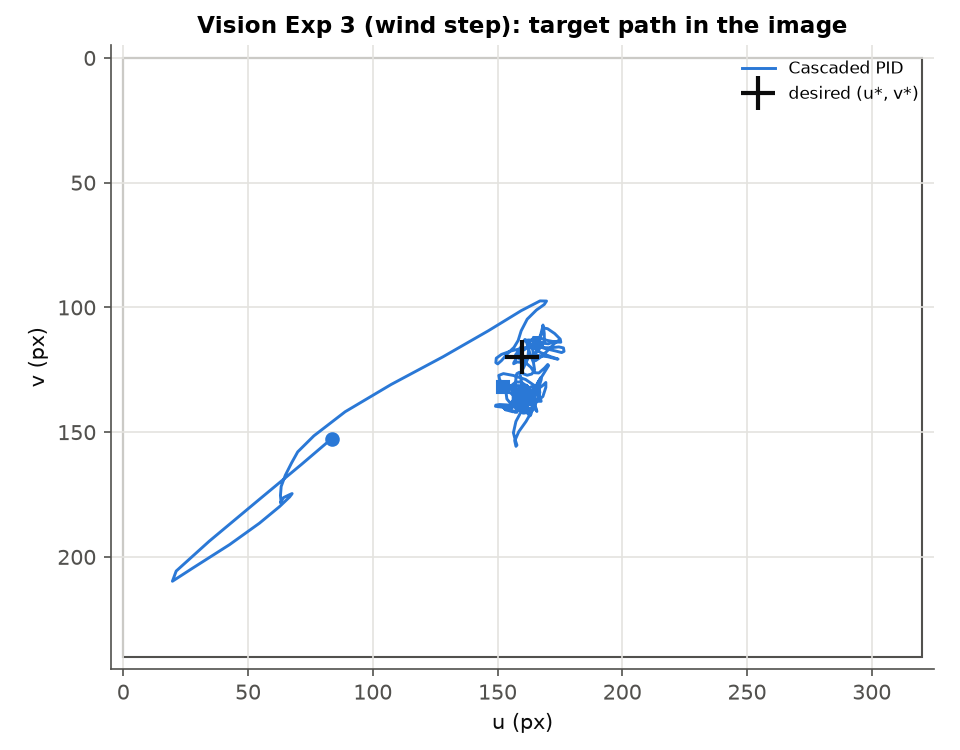 Vision Exp 3 (wind step): target path in the image
Cascaded PID
desired (u*, v*)
0
50
100
150
200
v (px)
0
50
100
150
200
250
300
u (px)